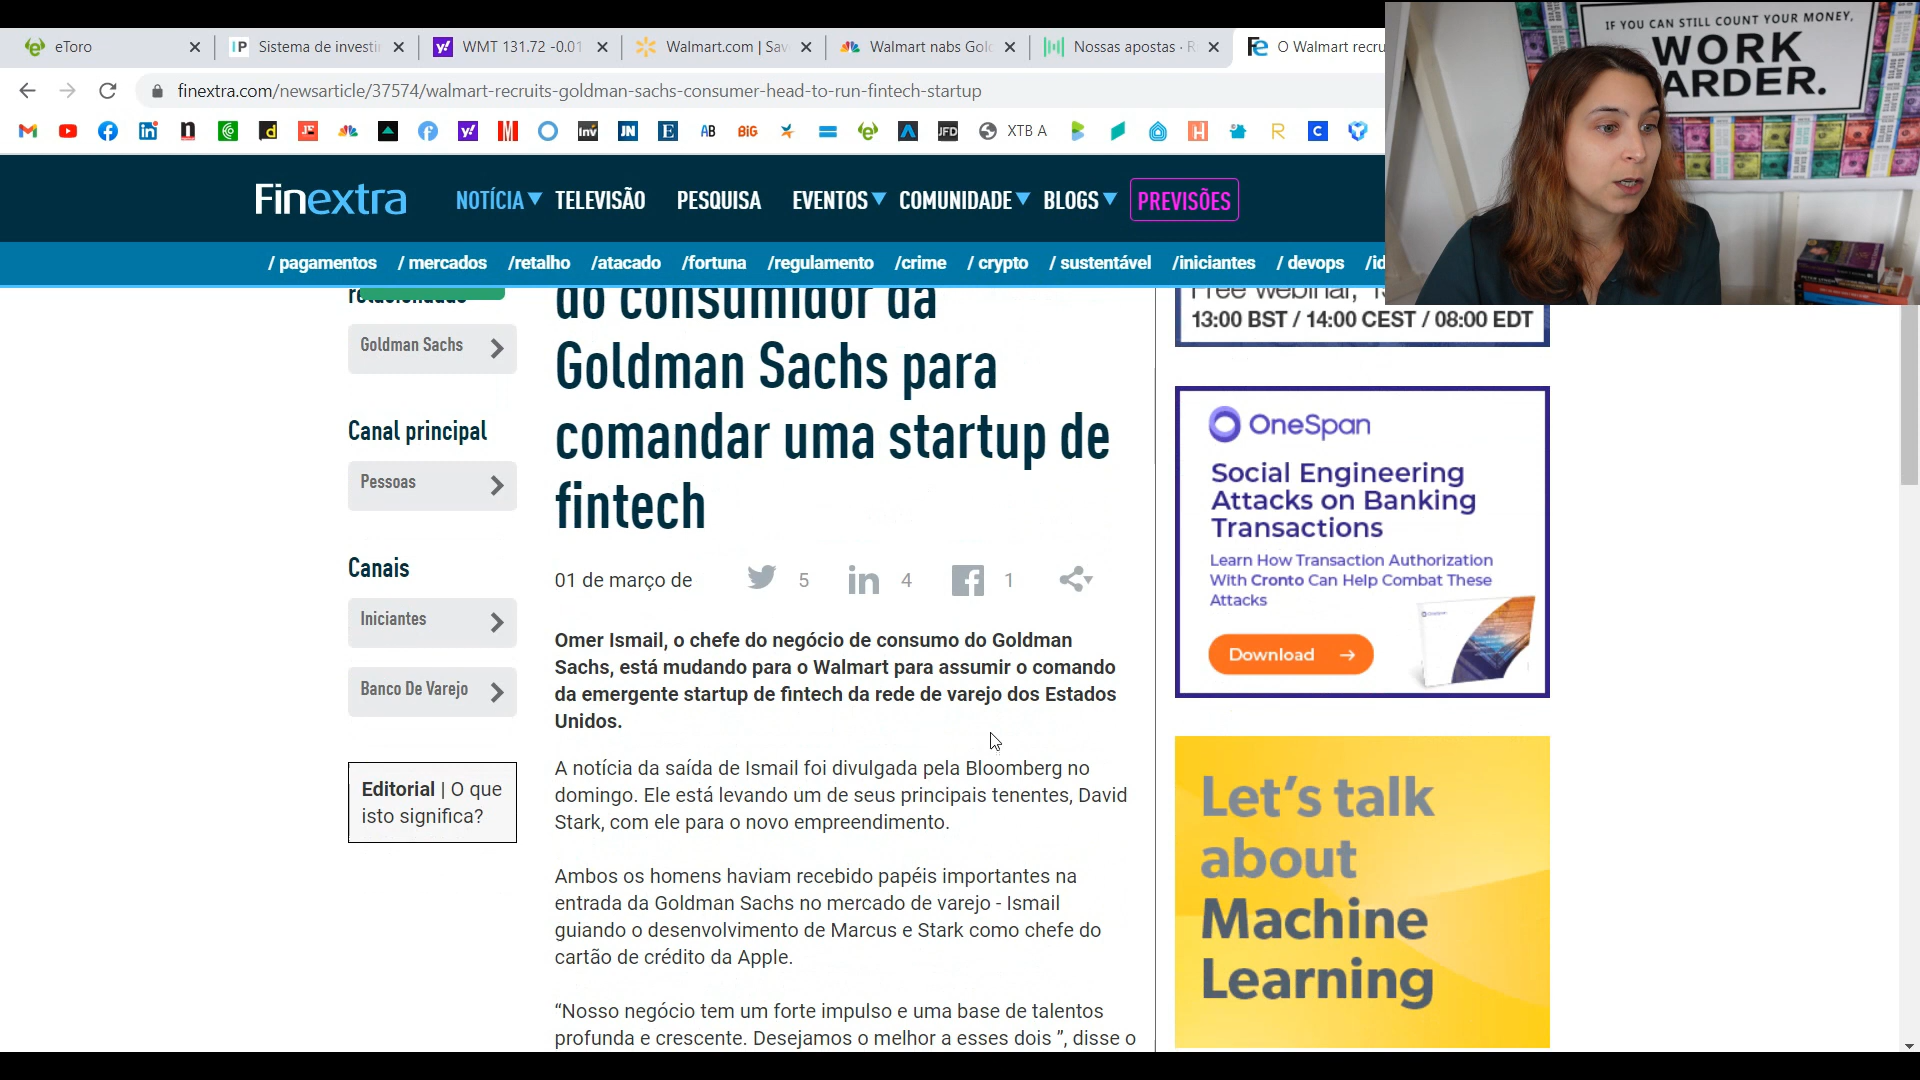 eToro
Sistema de investi
WMT 131.72 -0.01
Walmart.com | Sav
Walmart nabs Gol
Nossas apostas · R
O Walmart recru
finextra.com/newsarticle/37574/walmart-recruits-goldman-sachs-consumer-head-to-run-fintech-startup
XTB A
IF YOU CAN STILL COUNT YOUR MONEY,
WORK
ARDER.
Finextra
NOTÍCIA TELEVISÃO PESQUISA EVENTOS COMUNIDADE BLOGS PREVISÕES
/ pagamentos / mercados /retalho /atacado /fortuna /regulamento /crime / crypto / sustentável /iniciantes / devops /id
relacionado
Goldman Sachs
Canal principal
Pessoas
Canais
Iniciantes
Banco De Varejo
Editorial | O que
isto significa?
do consumidor da
Goldman Sachs para
comandar uma startup de
fintech
01 de março de
5
4
1
Omer Ismail, o chefe do negócio de consumo do Goldman
Sachs, está mudando para o Walmart para assumir o comando
da emergente startup de fintech da rede de varejo dos Estados
Unidos.
A notícia da saída de Ismail foi divulgada pela Bloomberg no
domingo. Ele está levando um de seus principais tenentes, David
Stark, com ele para o novo empreendimento.
Ambos os homens haviam recebido papéis importantes na
entrada da Goldman Sachs no mercado de varejo - Ismail
guiando o desenvolvimento de Marcus e Stark como chefe do
cartão de crédito da Apple.
“Nosso negócio tem um forte impulso e uma base de talentos
profunda e crescente. Desejamos o melhor a esses dois ”, disse o
Free webinar,
13:00 BST / 14:00 CEST / 08:00 EDT
OneSpan
Social Engineering
Attacks on Banking
Transactions
Learn How Transaction Authorization
With Cronto Can Help Combat These
Attacks
Download
Let's talk
about
Machine
Learning